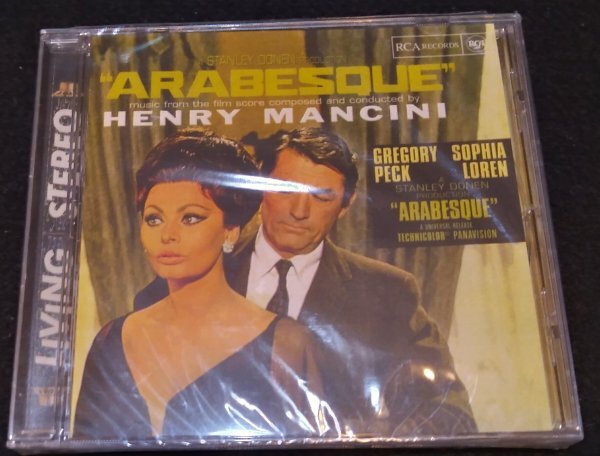 A STANLEY DONEN PRODUCTION
"ARABESQUE"
music from the film score composed and conducted by
HENRY MANCINI
RCA RECORDS
LIVING STEREO
GREGORY PECK
SOPHIA LOREN
A
STANLEY DONEN
PRODUCTION
"ARABESQUE"
A UNIVERSAL RELEASE
TECHNICOLOR® PANAVISION